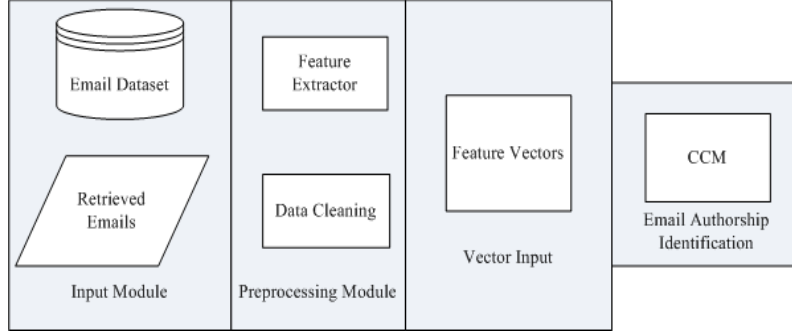 Email Dataset
Retrieved
Emails
Input Module
Feature
Extractor
Data Cleaning
Preprocessing Module
Feature Vectors
Vector Input
CCM
Email Authorship
Identification